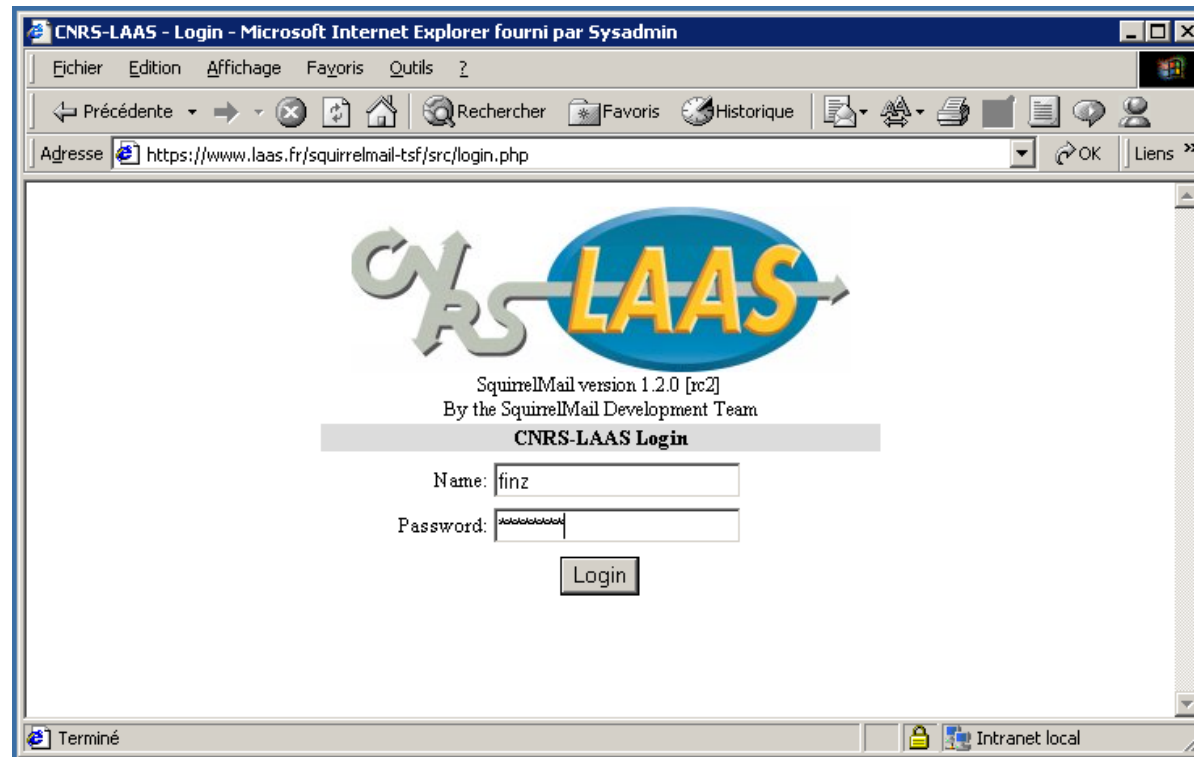 CNRS-LAAS - Login - Microsoft Internet Explorer fourni par Sysadmin
Fichier Edition Affichage Favoris Outils ?
Précédente Rechercher Favoris Historique
Adresse https://www.laas.fr/squirrelmail-tsf/src/login.php OK Liens »
CNRS LAAS
SquirrelMail version 1.2.0 [rc2]
By the SquirrelMail Development Team
CNRS-LAAS Login
Name: finz
Password: *********
Login
Terminé Intranet local